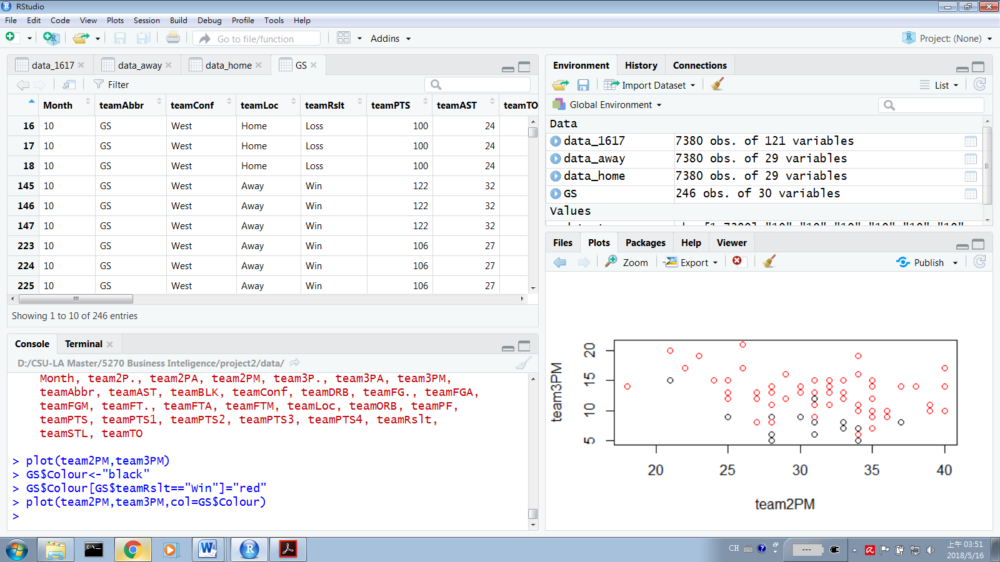 RStudio
File Edit Code View Plots Session Build Debug Profile Tools Help
Go to file/function Addins Project: (None)
data_1617 data_away data_home GS
Filter
Month teamAbbr teamConf teamLoc teamRslt teamPTS teamAST teamTO
16 10 GS West Home Loss 100 24
17 10 GS West Home Loss 100 24
18 10 GS West Home Loss 100 24
145 10 GS West Away Win 122 32
146 10 GS West Away Win 122 32
147 10 GS West Away Win 122 32
223 10 GS West Away Win 106 27
224 10 GS West Away Win 106 27
225 10 GS West Away Win 106 27
Showing 1 to 10 of 246 entries
Console Terminal
D:/CSU-LA Master/5270 Business Inteligence/project2/data/
Month, team2P., team2PA, team2PM, team3P., team3PA, team3PM,
teamAbbr, teamAST, teamBLK, teamConf, teamDRB, teamFG., teamFGA,
teamFGM, teamFT., teamFTA, teamFTM, teamLoc, teamORB, teamPF,
teamPTS, teamPTS1, teamPTS2, teamPTS3, teamPTS4, teamRslt,
teamSTL, teamTO
> plot(team2PM,team3PM)
> GS$Colour<-"black"
> GS$Colour[GS$teamRslt=="Win"]="red"
> plot(team2PM,team3PM,col=GS$Colour)
>
Environment History Connections
Import Dataset List
Global Environment
Data
data_1617 7380 obs. of 121 variables
data_away 7380 obs. of 29 variables
data_home 7380 obs. of 29 variables
GS 246 obs. of 30 variables
Values
Files Plots Packages Help Viewer
Zoom Export Publish
team3PM
20
15
10
5
20 25 30 35 40
team2PM
CH
上午 03:51
2018/5/16